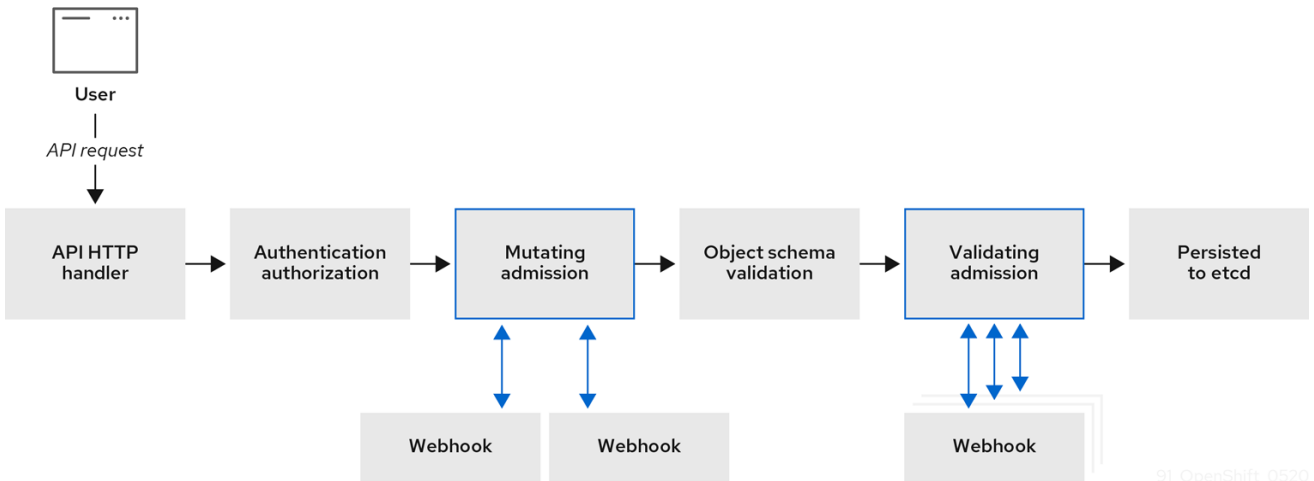 User
API request
API HTTP
handler
Authentication
authorization
Mutating
admission
Object schema
validation
Validating
admission
Persisted
to etcd
Webhook
Webhook
Webhook
91_OpenShift_0520